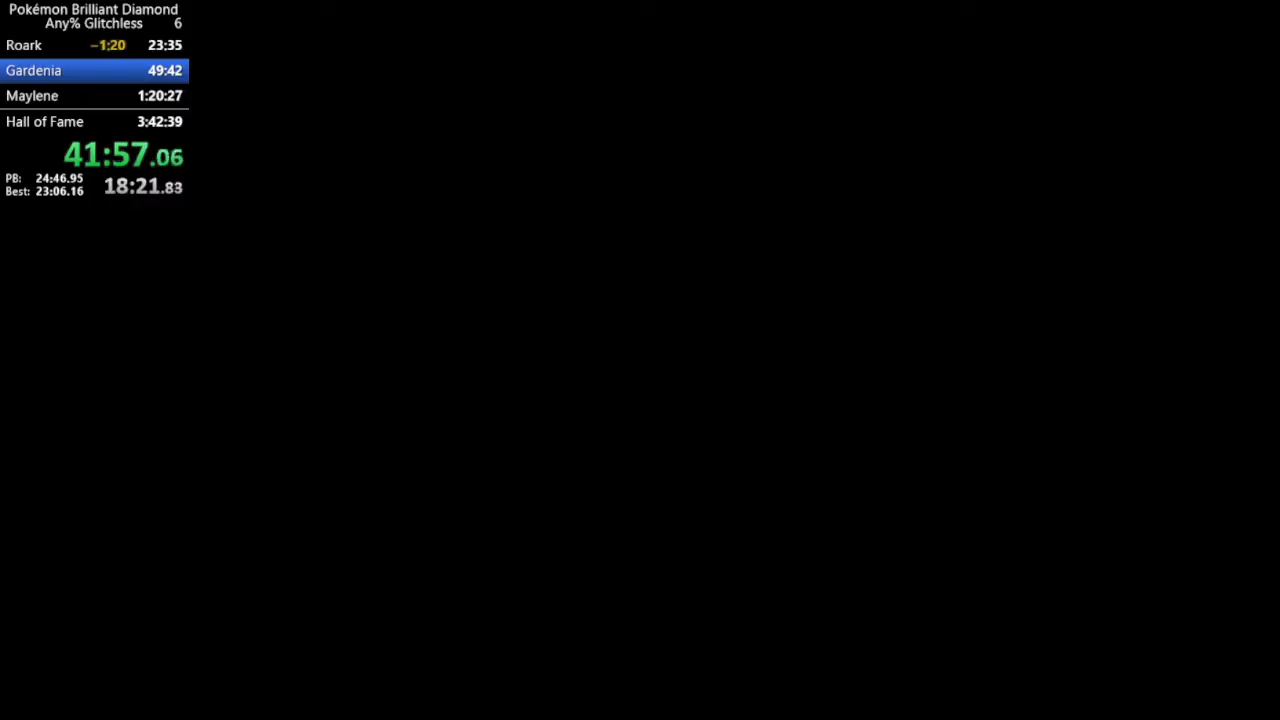 Pokémon Brilliant Diamond
Any% Glitchless 6
Roark −1:20 23:35
Gardenia 49:42
Maylene 1:20:27
Hall of Fame 3:42:39
41:57.06
PB: 24:46.95
Best: 23:06.16
18:21.83